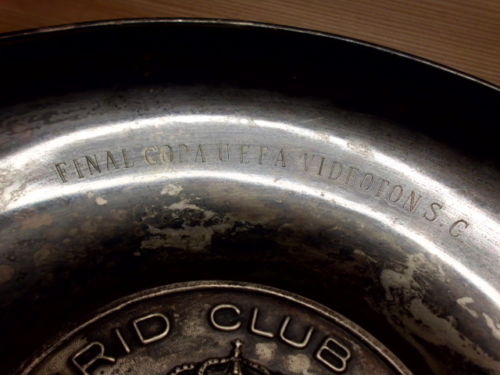 FINAL COPA UEFA VIDEOTON S.C
RID CLUB